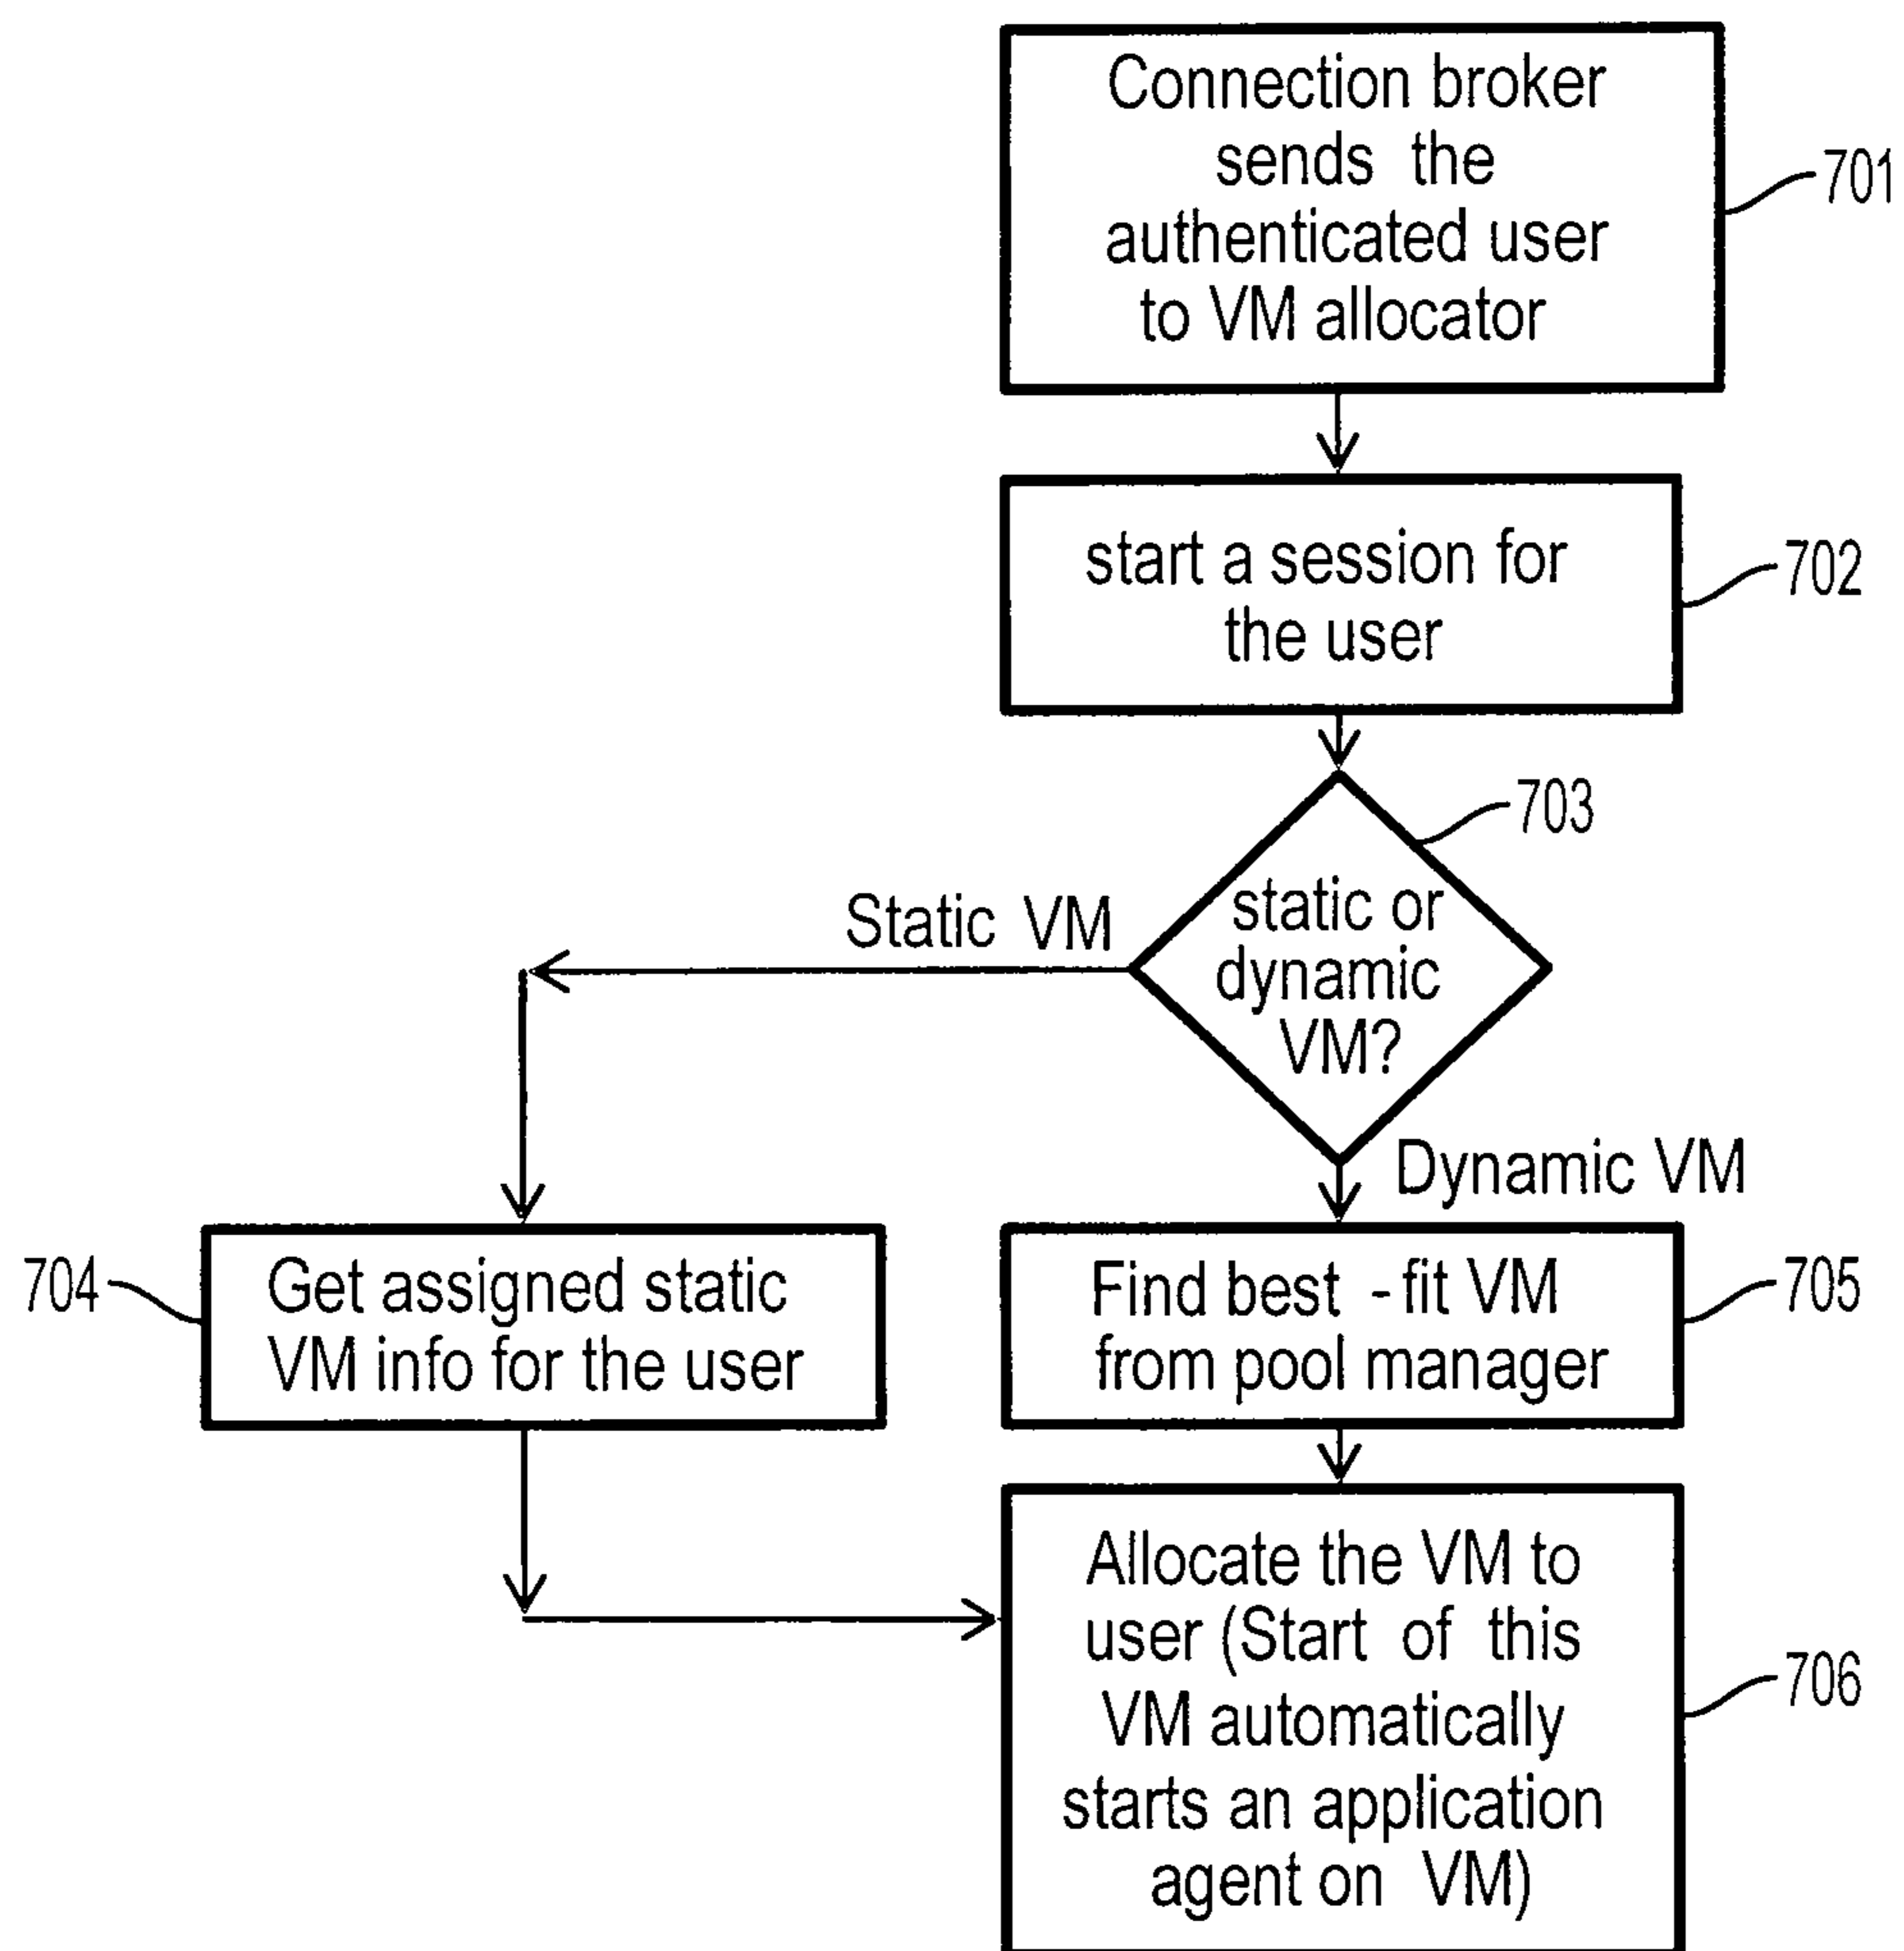 Connection broker
sends the
authenticated user
to VM allocator
701
start a session for
the user
702
703
static or
dynamic
VM?
Static VM
Dynamic VM
704
Get assigned static
VM info for the user
Find best - fit VM
from pool manager
705
Allocate the VM to
user (Start of this
VM automatically
starts an application
agent on VM)
706